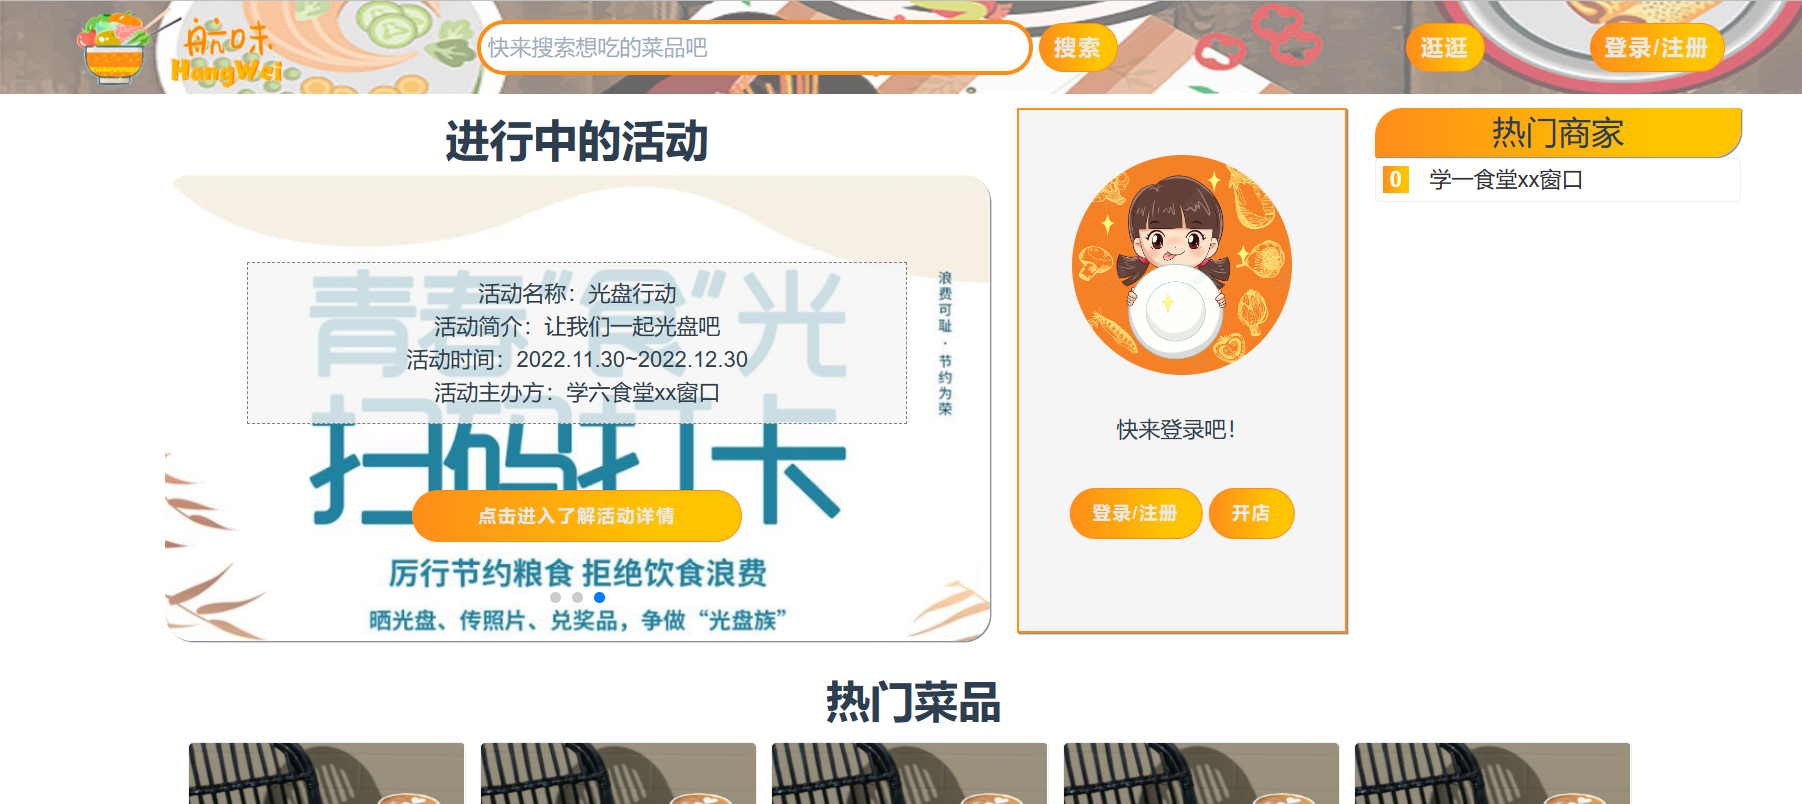 航味
HangWei
快来搜索想吃的菜品吧
搜索
逛逛
登录/注册
进行中的活动
青春“食”光
扫码打卡
浪费可耻·节约为荣
活动名称：光盘行动
活动简介：让我们一起光盘吧
活动时间：2022.11.30~2022.12.30
活动主办方：学六食堂xx窗口
点击进入了解活动详情
厉行节约粮食 拒绝饮食浪费
晒光盘、传照片、兑奖品，争做“光盘族”
快来登录吧！
登录/注册
开店
热门商家
0 学一食堂xx窗口
热门菜品